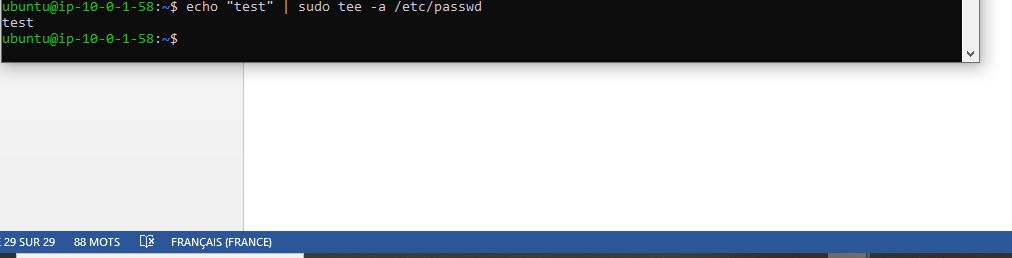 ubuntu@ip-10-0-1-58:~$ echo "test" | sudo tee -a /etc/passwd
test
ubuntu@ip-10-0-1-58:~$
29 SUR 29 88 MOTS FRANÇAIS (FRANCE)